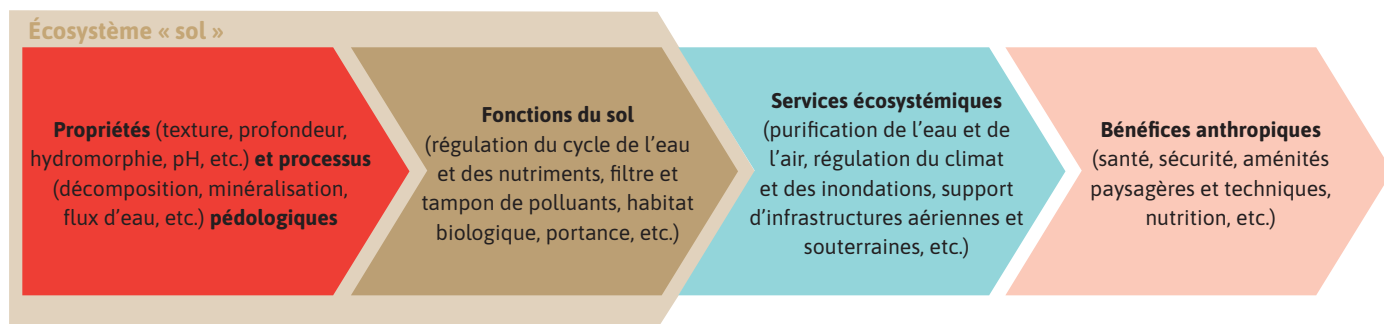 Écosystème « sol »
Propriétés (texture, profondeur,
hydromorphie, pH, etc.) et processus
(décomposition, minéralisation,
flux d’eau, etc.) pédologiques
Fonctions du sol
(régulation du cycle de l’eau
et des nutriments, filtre et
tampon de polluants, habitat
biologique, portance, etc.)
Services écosystémiques
(purification de l’eau et de
l’air, régulation du climat
et des inondations, support
d’infrastructures aériennes et
souterraines, etc.)
Bénéfices anthropiques
(santé, sécurité, aménités
paysagères et techniques,
nutrition, etc.)